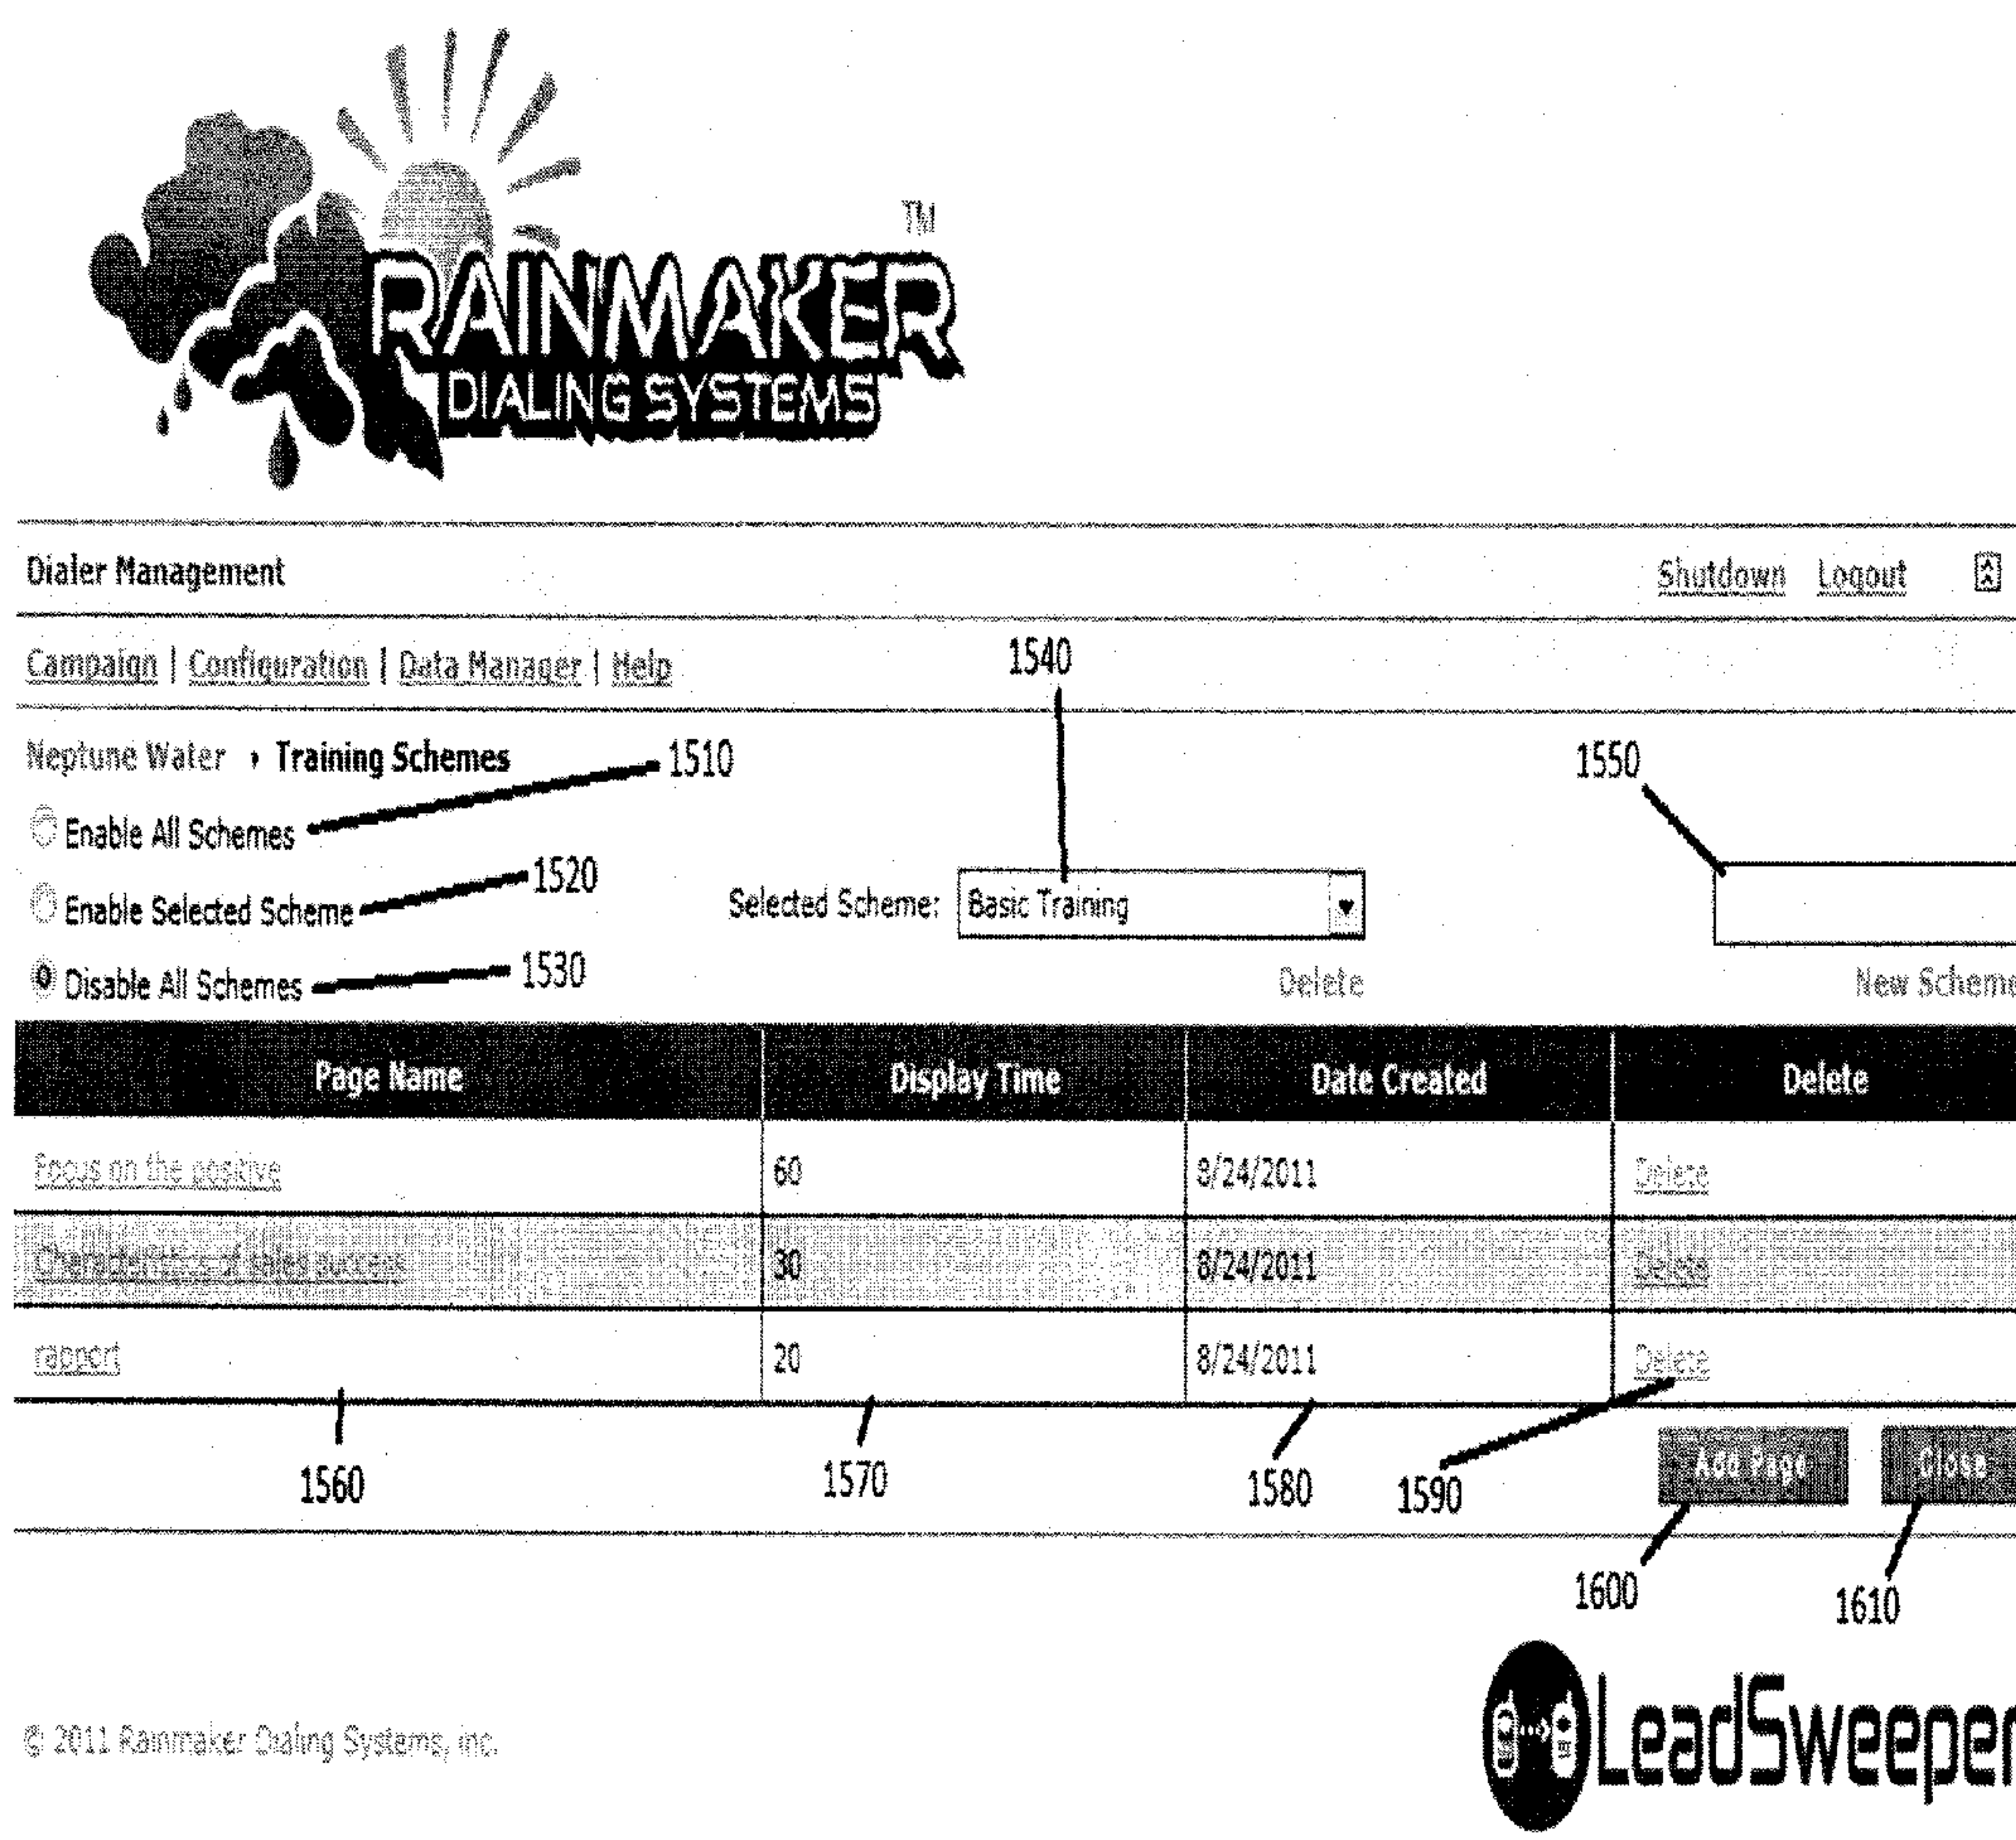 TM
RAINMAKER
DIALING SYSTEMS
Dialer Management Shutdown Logout
Campaign | Configuration | Data Manager | Help
1540
Neptune Water Training Schemes
1510
1550
Enable All Schemes
1520
Enable Selected Scheme
Selected Scheme: Basic Training
1530
Disable All Schemes
Delete
New Scheme
Page Name Display Time Date Created Delete
Focus on the positive 60 8/24/2011 Delete
Characteristics of sales success 30 8/24/2011 Delete
rapport 20 8/24/2011 Delete
Add Page Close
1560 1570 1580 1590
1600 1610
LeadSweeper
© 2011 Rainmaker Dialing Systems, inc.